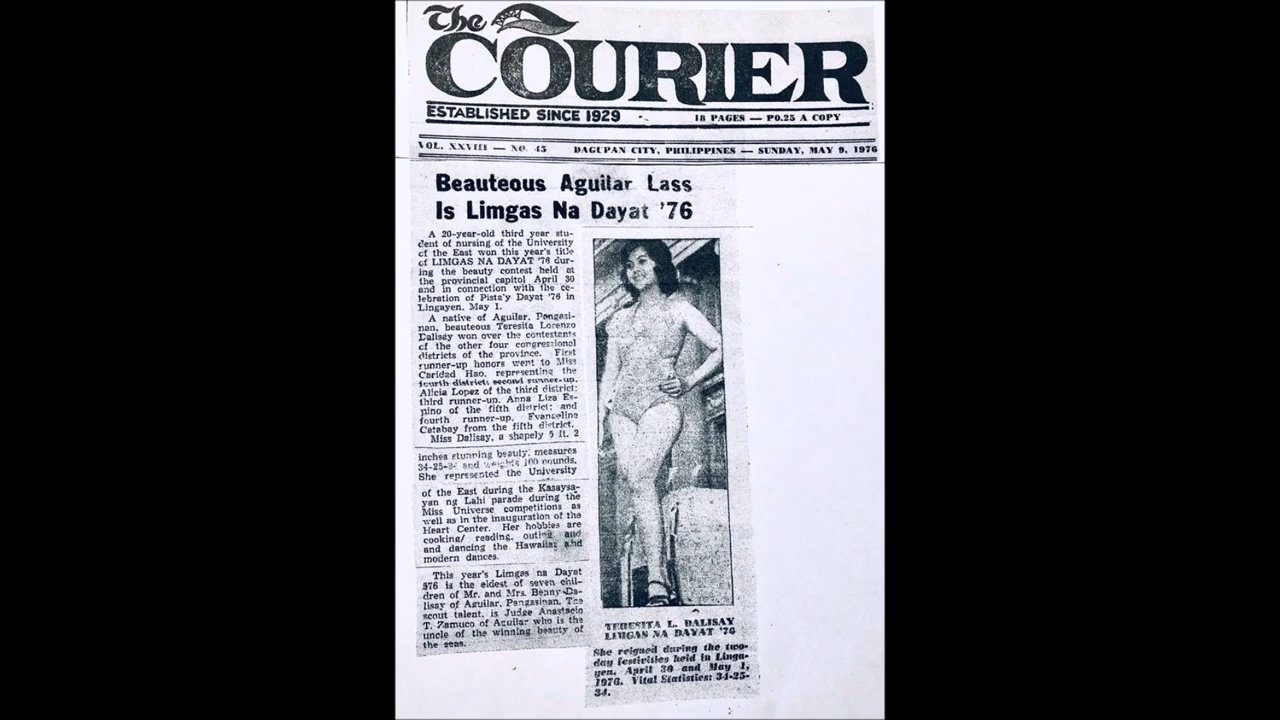 The
COURIER
ESTABLISHED SINCE 1929
18 PAGES — P0.25 A COPY
VOL. XXVIII — NO. 45
DAGUPAN CITY, PHILIPPINES — SUNDAY, MAY 9, 1976
Beauteous Aguilar Lass
Is Limgas Na Dayat '76
A 20-year-old third year stu-
dent of nursing of the University
of the East won this year's title
of LIMGAS NA DAYAT '76 dur-
ing the beauty contest held at
the provincial capitol April 30
and in connection with the ce-
lebration of Pista'y Dayat '76 in
Lingayen, May 1.
A native of Aguilar, Pangasi-
nan, beauteous Teresita Lorenzo
Dalisay won over the contestants
of the other four congressional
districts of the province. First
runner-up honors went to Miss
Caridad Hao, representing the
fourth district; second runner-up,
Alicia Lopez of the third district;
third runner-up, Anna Liza Es-
pino of the fifth district; and
fourth runner-up, Evangeline
Catabay from the fifth district.
Miss Dalisay, a shapely 5 ft. 2
inches stunning beauty, measures
34-25-34 and weights 100 pounds.
She represented the University
of the East during the Kasaysa-
yan ng Lahi parade during the
Miss Universe competitions as
well as in the inauguration of the
Heart Center. Her hobbies are
cooking/ reading, outing and
and dancing the Hawaiian and
modern dances.
This year's Limgas na Dayat
'76 is the eldest of seven chil-
dren of Mr. and Mrs. Benny Da-
lisay of Aguilar, Pangasinan. The
scout talent, is Judge Anastacio
T. Zamuco of Aguilar who is the
uncle of the winning beauty of
the seas.
TERESITA L. DALISAY
LIMGAS NA DAYAT '76
She reigned during the two-
day festivities held in Linga-
yen, April 30 and May 1,
1976. Vital Statistics: 34-25-
34.